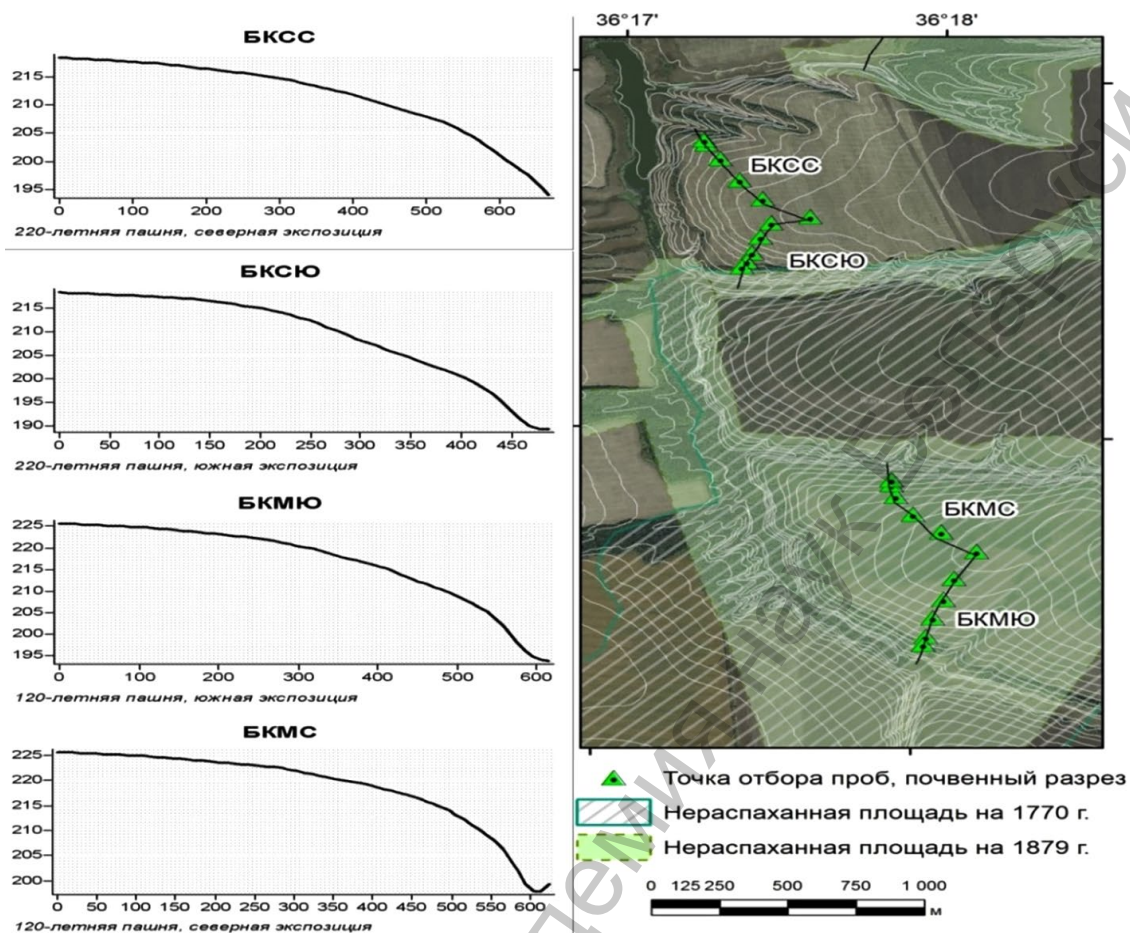 БКСС
215
210
205
200
195
0 100 200 300 400 500 600
220-летняя пашня, северная экспозиция
БКСЮ
215
210
205
200
195
190
0 50 100 150 200 250 300 350 400 450
220-летняя пашня, южная экспозиция
БКМЮ
225
220
215
210
205
200
195
0 100 200 300 400 500 600
120-летняя пашня, южная экспозиция
БКМС
225
220
215
210
205
200
0 50 100 150 200 250 300 350 400 450 500 550 600
120-летняя пашня, северная экспозиция
36°17' 36°18'
БКСС
БКСЮ
БКМС
БКМЮ
Точка отбора проб, почвенный разрез
Нераспаханная площадь на 1770 г.
Нераспаханная площадь на 1879 г.
0 125 250 500 750 1 000
м